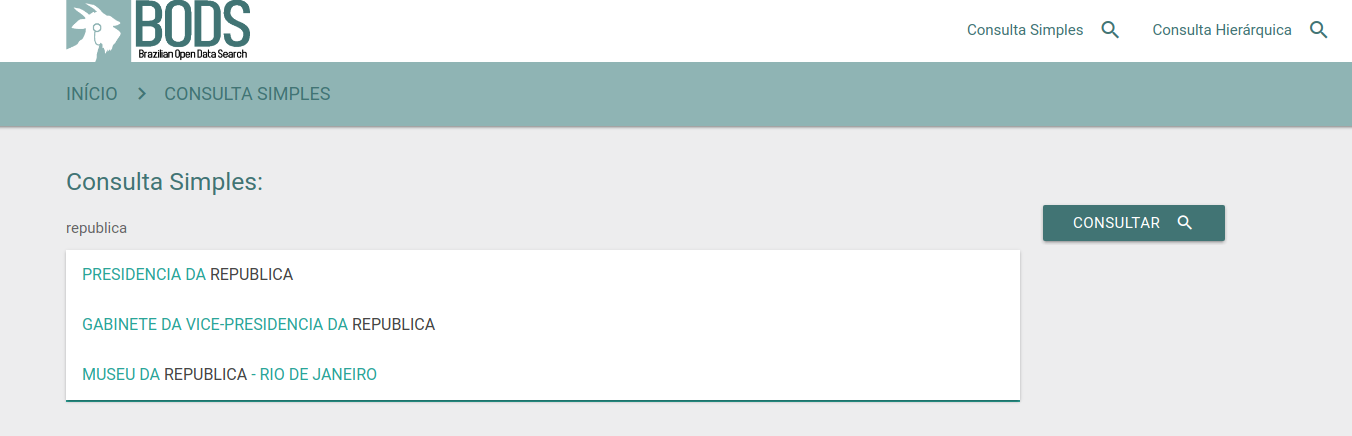 BODS
Brazilian Open Data Search
Consulta Simples
Consulta Hierárquica
INÍCIO > CONSULTA SIMPLES
Consulta Simples:
republica
CONSULTAR
PRESIDENCIA DA REPUBLICA
GABINETE DA VICE-PRESIDENCIA DA REPUBLICA
MUSEU DA REPUBLICA - RIO DE JANEIRO